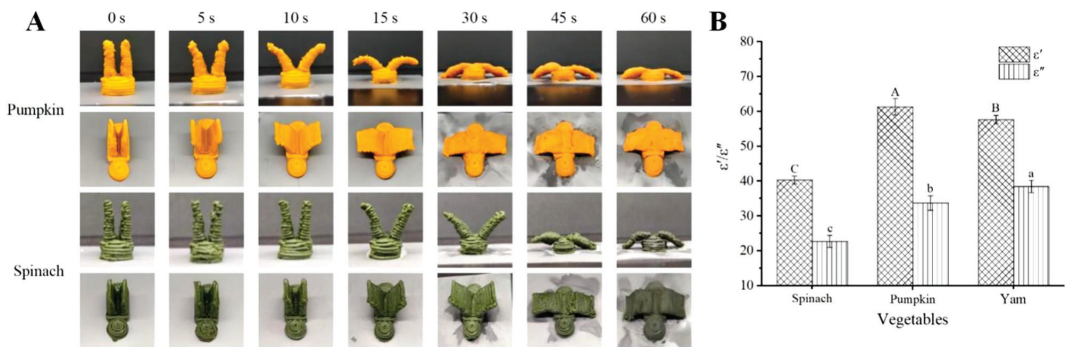 A
0 s 5 s 10 s 15 s 30 s 45 s 60 s
Pumpkin
Spinach
B
80
70
60
50
40
30
20
10
ε′/ε″
ε′
ε″
C
c
A
b
B
a
Spinach Pumpkin Yam
Vegetables